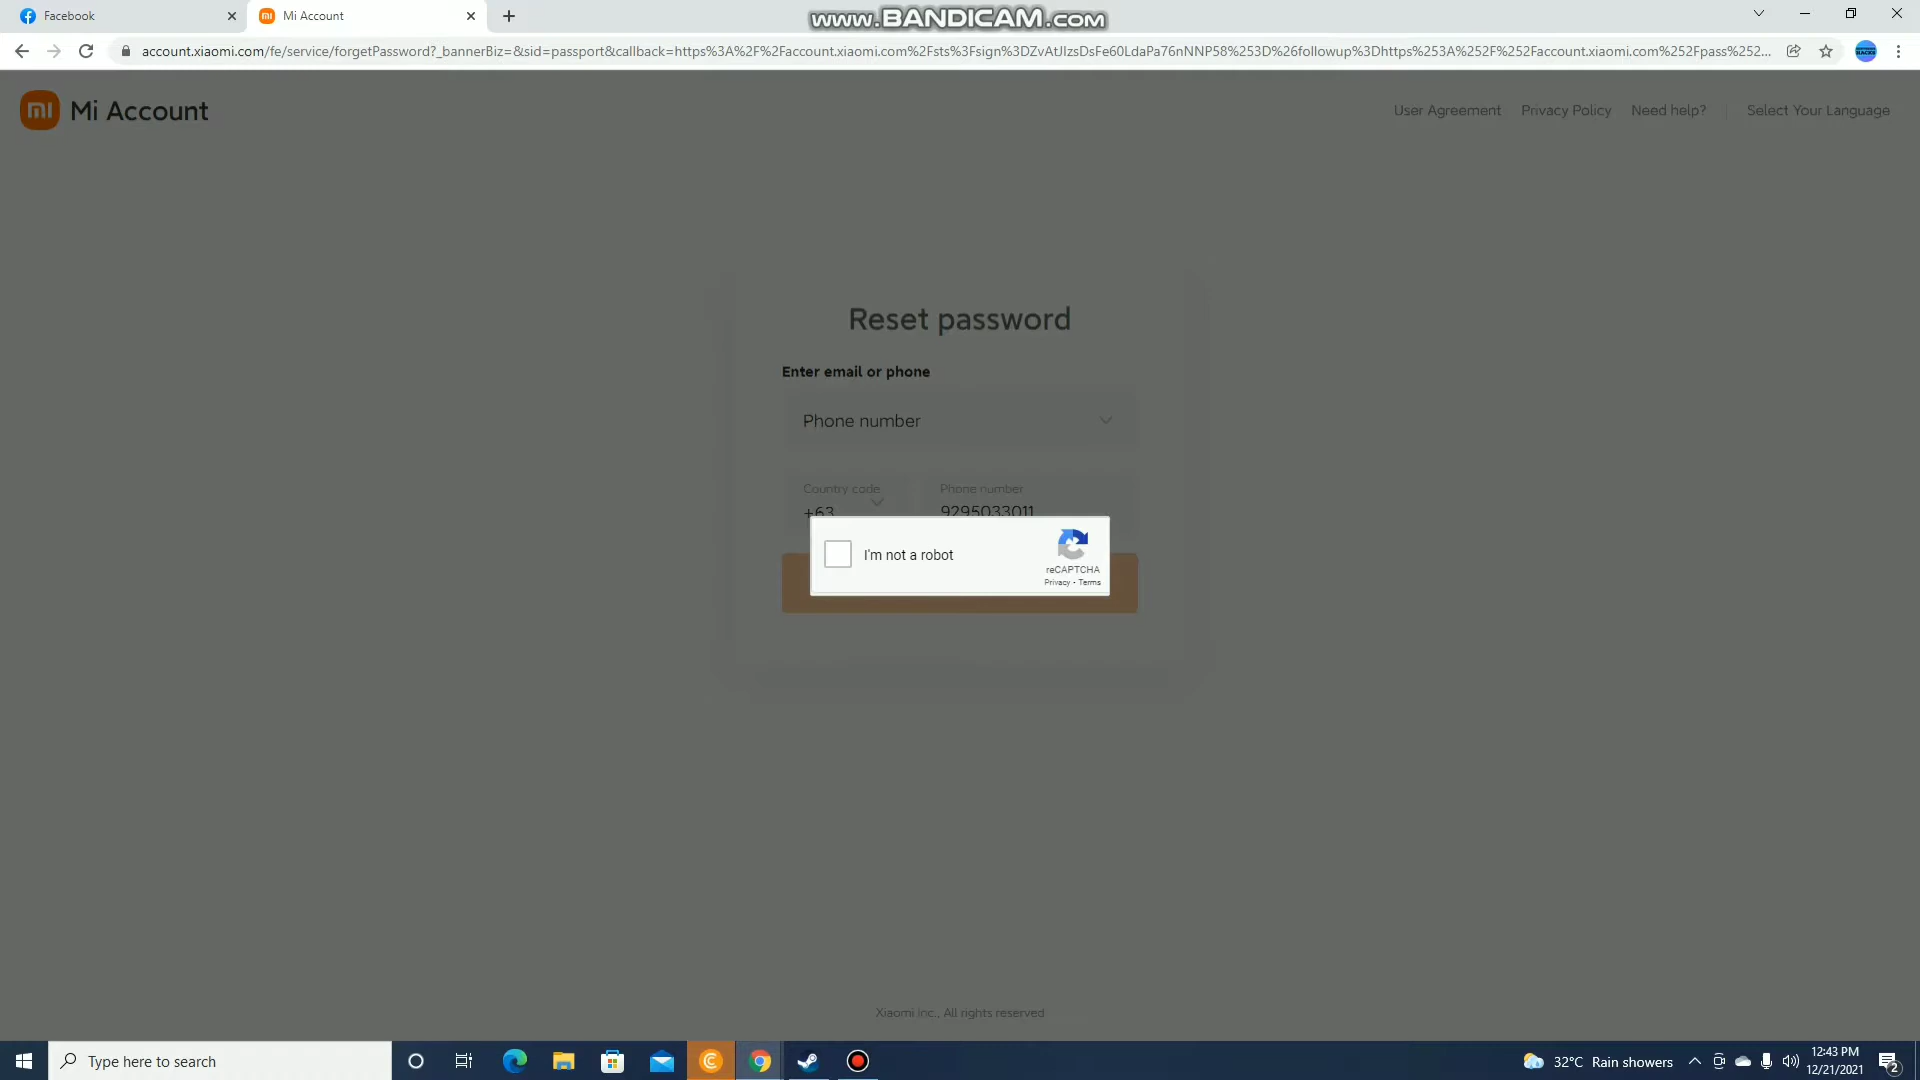 Facebook
Mi Account
www.BANDICAM.com
account.xiaomi.com/fe/service/forgetPassword?_bannerBiz=&sid=passport&callback=https%3A%2F%2Faccount.xiaomi.com%2Fsts%3Fsign%3DZvAtJIzsDsFe60LdaPa76nNNP58%253D%26followup%3Dhttps%253A%252F%252Faccount.xiaomi.com%252Fpass%252...
mi Mi Account
User Agreement Privacy Policy Need help? Select Your Language
Reset password
Enter email or phone
Phone number
Country code Phone number
+63 9295033011
I'm not a robot
reCAPTCHA
Privacy • Terms
Xiaomi Inc., All rights reserved
Type here to search
32°C Rain showers
12:43 PM
12/21/2021
2